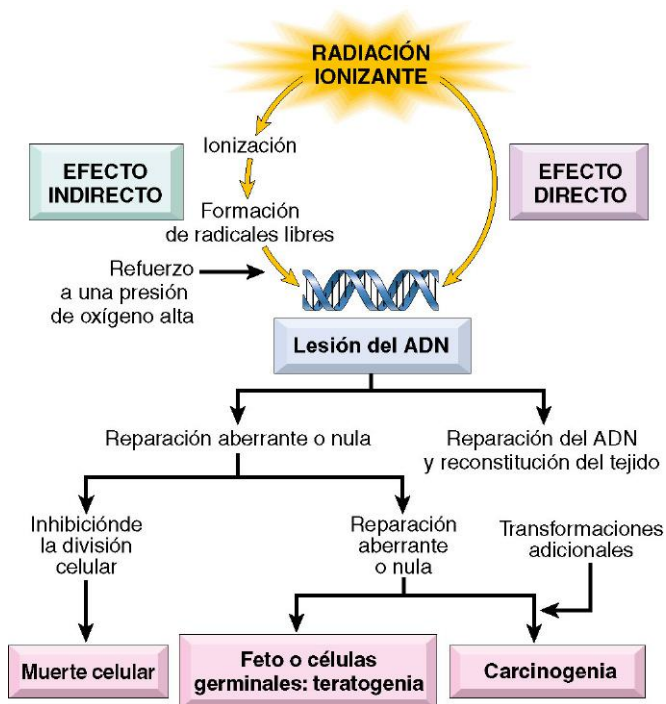 RADIACIÓN
IONIZANTE
Ionización
EFECTO
INDIRECTO
EFECTO
DIRECTO
Formación
de radicales libres
Refuerzo
a una presión
de oxígeno alta
Lesión del ADN
Reparación aberrante o nula
Reparación del ADN
y reconstitución del tejido
Inhibiciónde
la división
celular
Reparación
aberrante
o nula
Transformaciones
adicionales
Muerte celular
Feto o células
germinales: teratogenia
Carcinogenia